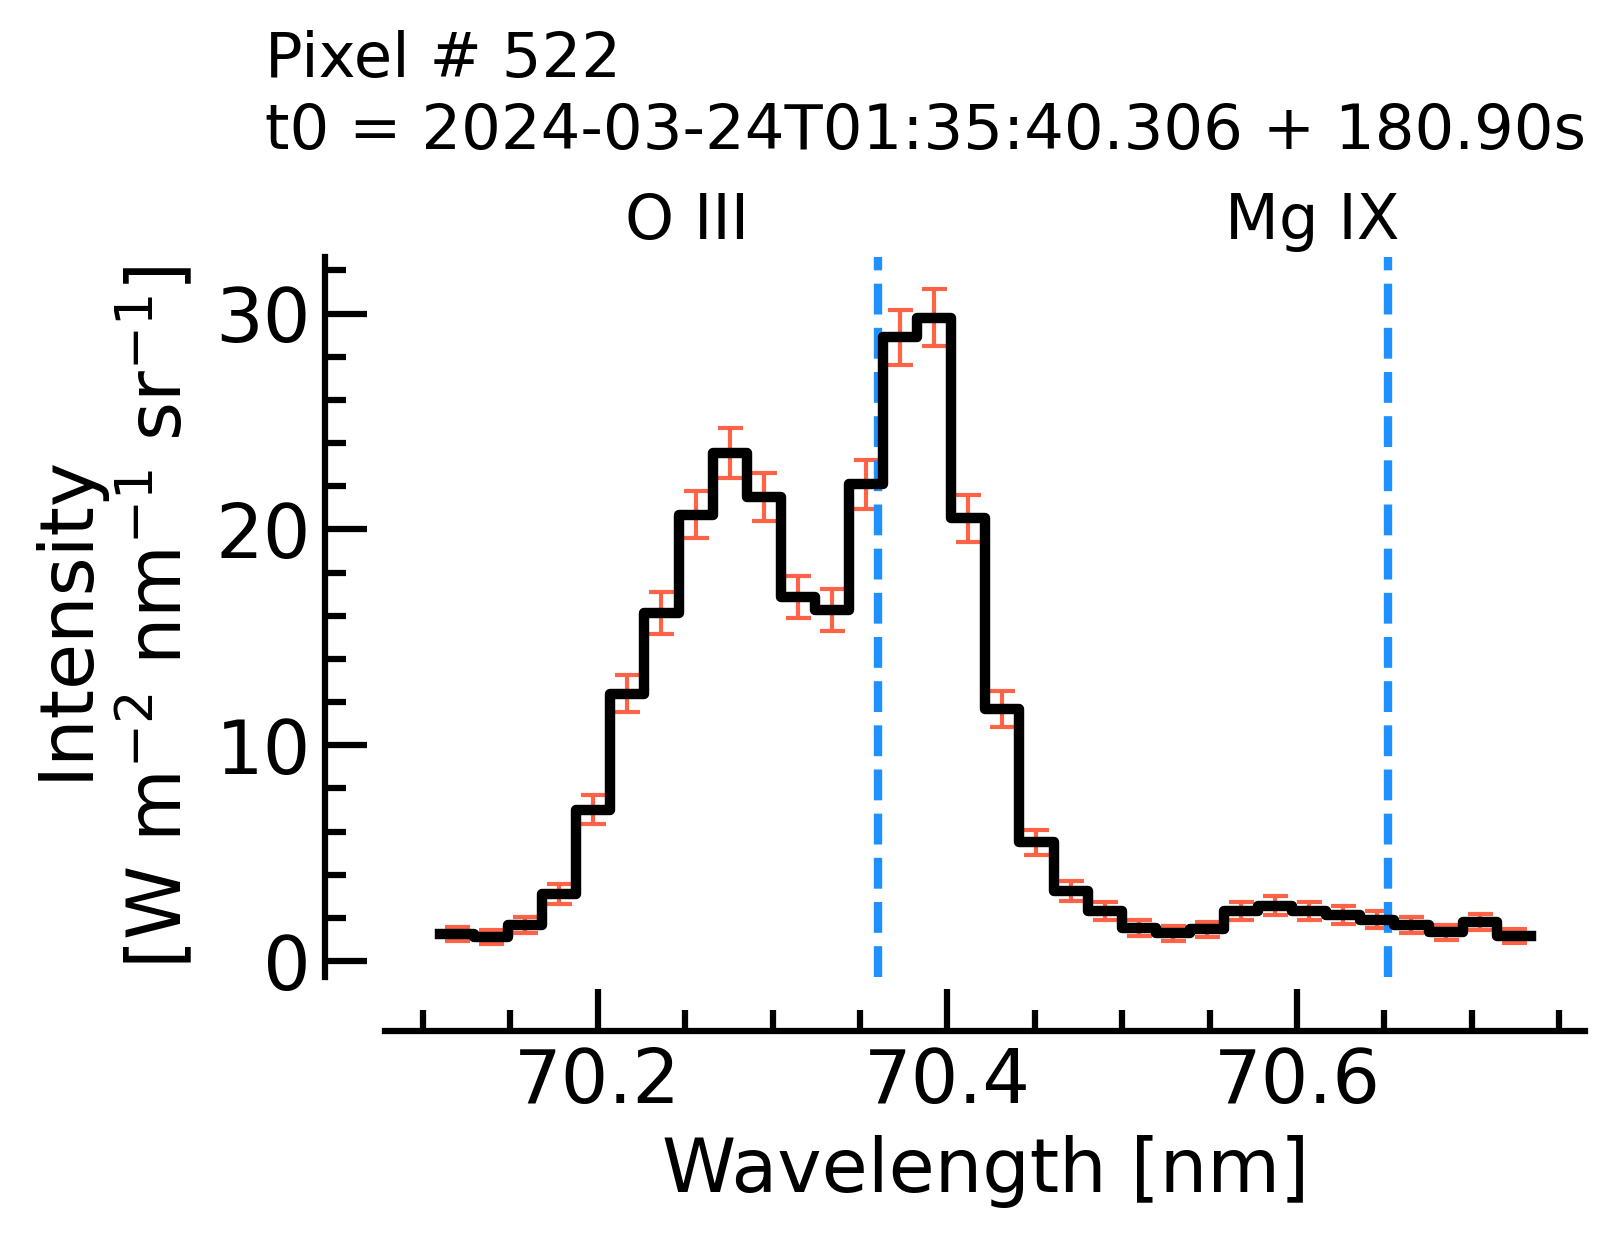 Pixel # 522
t0 = 2024-03-24T01:35:40.306 + 180.90s
O III Mg IX
Intensity
[W m⁻² nm⁻¹ sr⁻¹]
30
20
10
0
70.2 70.4 70.6
Wavelength [nm]